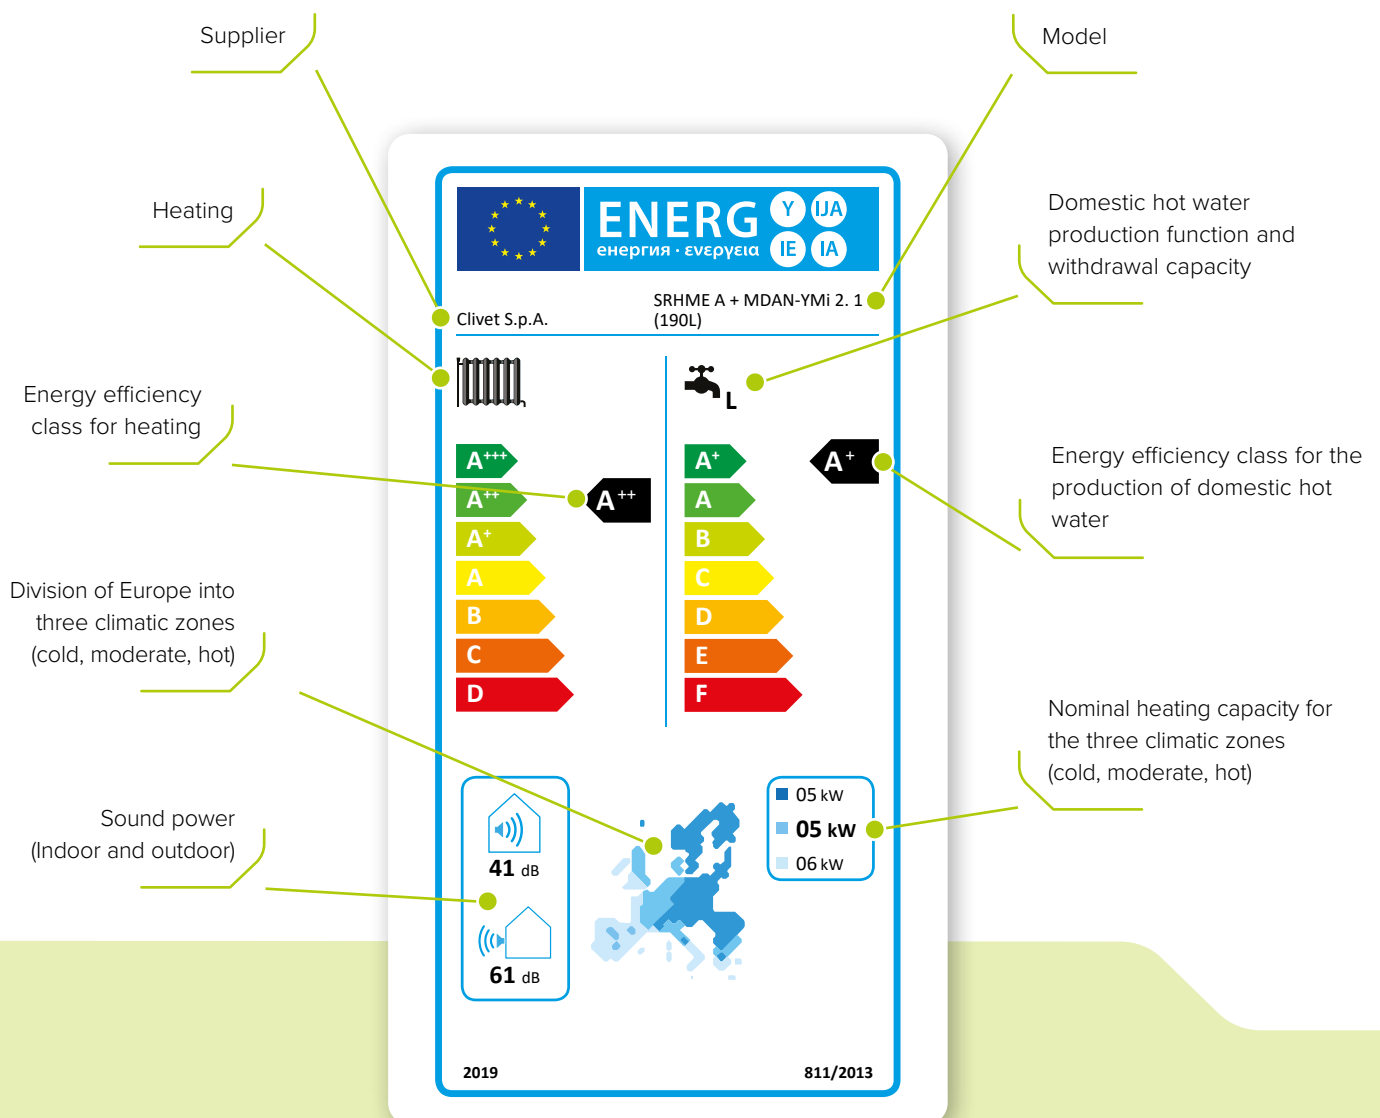 Supplier
Model
Heating
Domestic hot water
production function and
withdrawal capacity
ENERG
енергия · ενεργεια
Y
IJA
IE
IA
Clivet S.p.A.
SRHME A + MDAN-YMi 2. 1
(190L)
Energy efficiency
class for heating
L
A+++
A++
A+
A
B
C
D
A++
A+
A
B
C
D
E
F
A+
Energy efficiency class for the
production of domestic hot
water
Division of Europe into
three climatic zones
(cold, moderate, hot)
Nominal heating capacity for
the three climatic zones
(cold, moderate, hot)
Sound power
(Indoor and outdoor)
41 dB
61 dB
05 kW
05 kW
06 kW
2019
811/2013